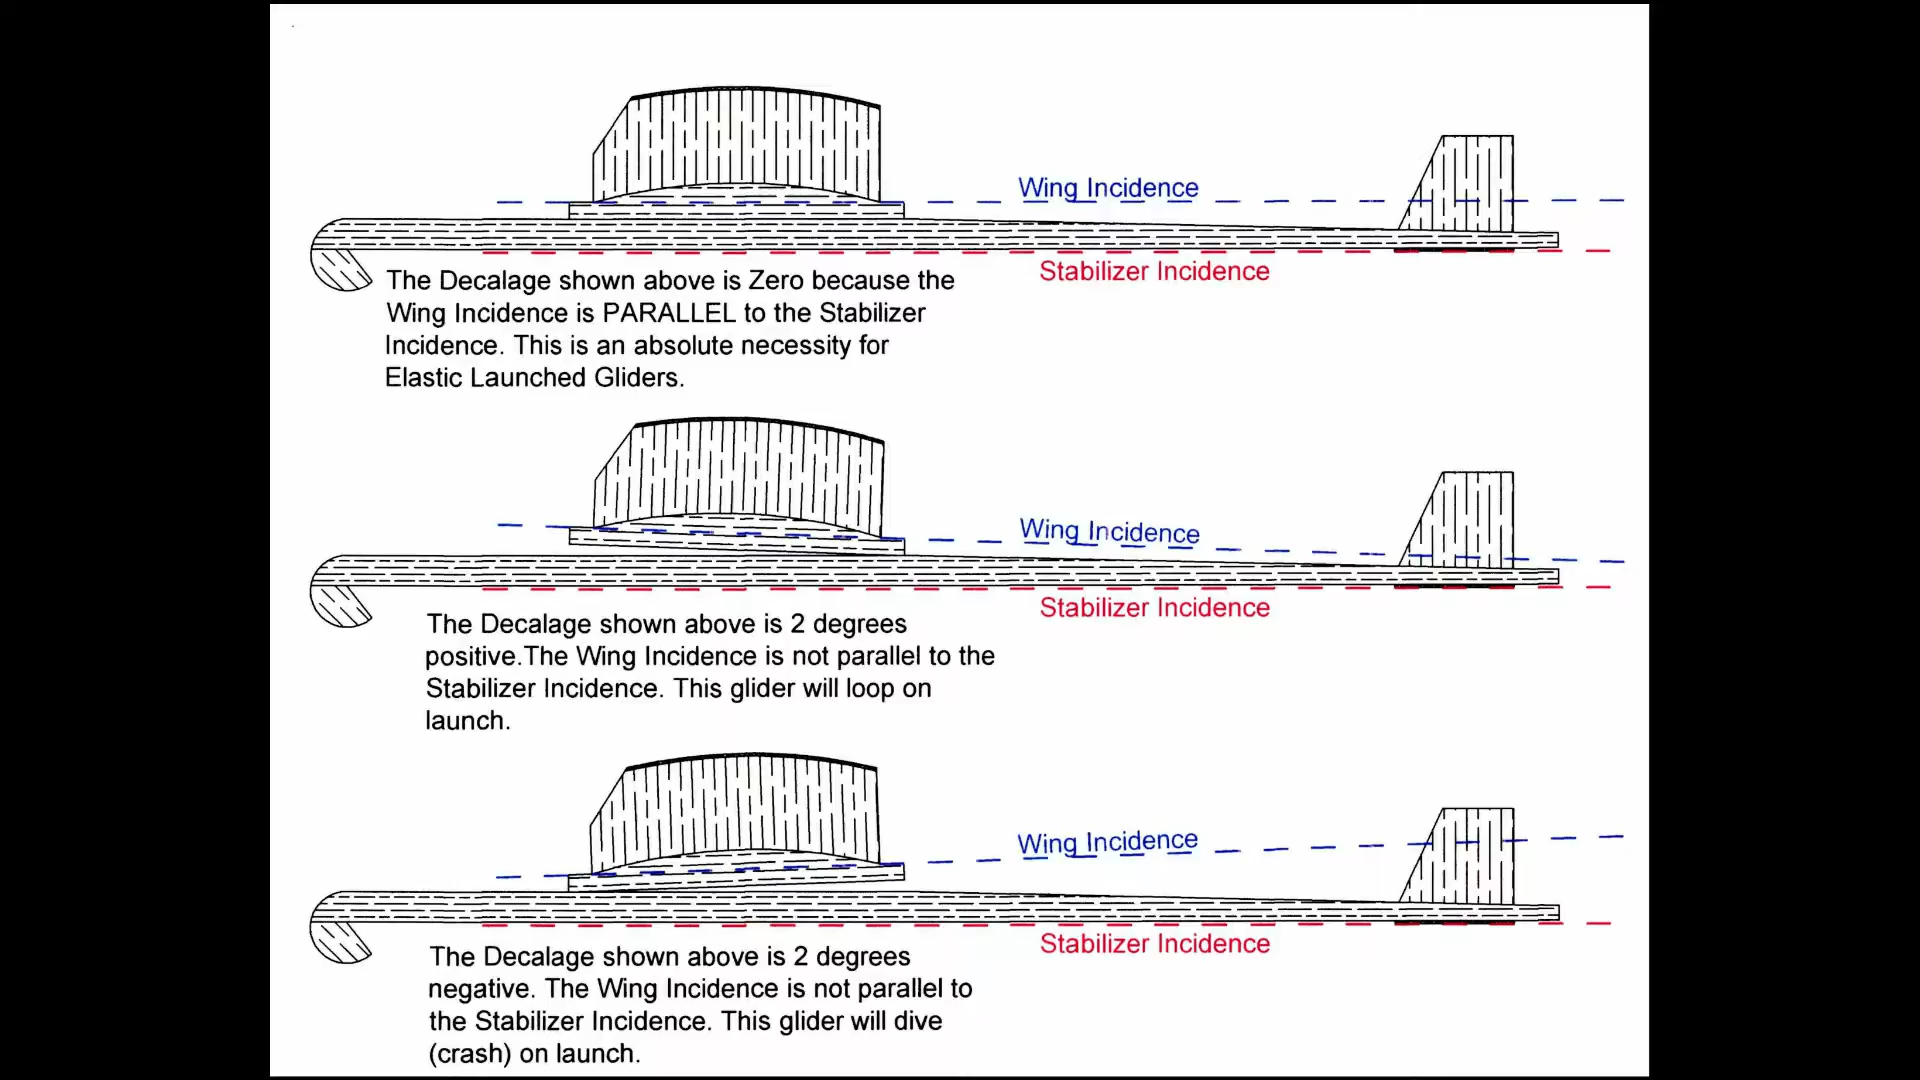 Wing Incidence
Stabilizer Incidence
The Decalage shown above is Zero because the
Wing Incidence is PARALLEL to the Stabilizer
Incidence. This is an absolute necessity for
Elastic Launched Gliders.
Wing Incidence
Stabilizer Incidence
The Decalage shown above is 2 degrees
positive.The Wing Incidence is not parallel to the
Stabilizer Incidence. This glider will loop on
launch.
Wing Incidence
Stabilizer Incidence
The Decalage shown above is 2 degrees
negative. The Wing Incidence is not parallel to
the Stabilizer Incidence. This glider will dive
(crash) on launch.